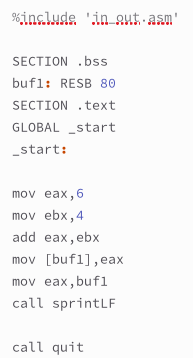 %include 'in_out.asm'
SECTION .bss
buf1: RESB 80
SECTION .text
GLOBAL _start
_start:
mov eax,6
mov ebx,4
add eax,ebx
mov [buf1],eax
mov eax,buf1
call sprintLF
call quit